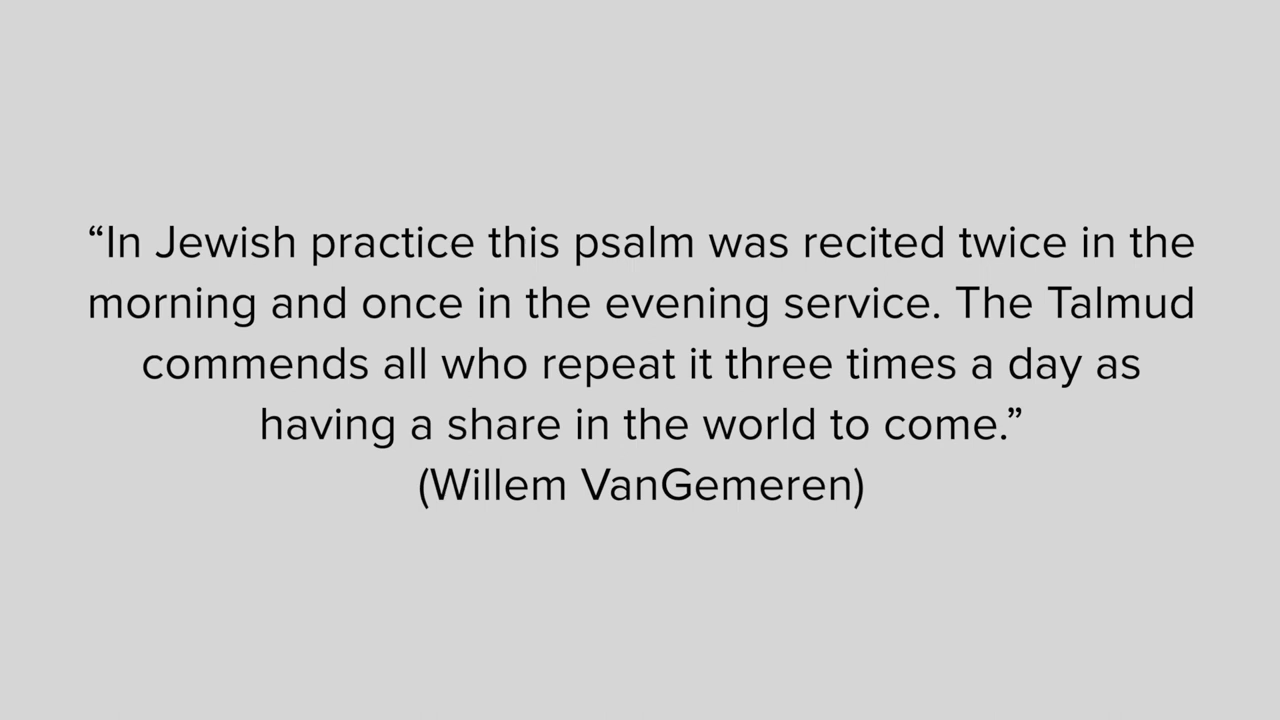 “In Jewish practice this psalm was recited twice in the
morning and once in the evening service. The Talmud
commends all who repeat it three times a day as
having a share in the world to come.”
(Willem VanGemeren)